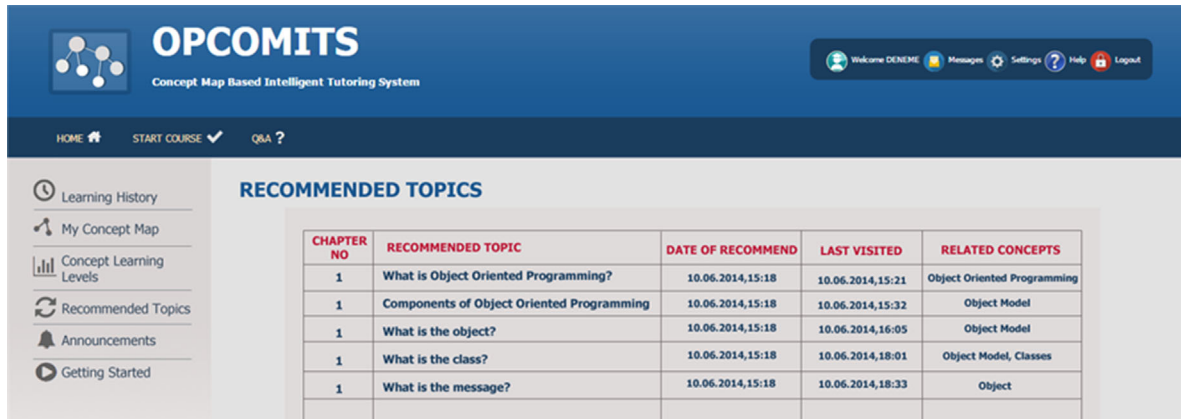 OPCOMITS
Concept Map Based Intelligent Tutoring System
Welcome DENEME Messages Settings ? Help Logout
HOME START COURSE Q&A ?
Learning History
My Concept Map
Concept Learning
Levels
Recommended Topics
Announcements
Getting Started
RECOMMENDED TOPICS
CHAPTER NO RECOMMENDED TOPIC DATE OF RECOMMEND LAST VISITED RELATED CONCEPTS
1 What is Object Oriented Programming? 10.06.2014,15:18 10.06.2014,15:21 Object Oriented Programming
1 Components of Object Oriented Programming 10.06.2014,15:18 10.06.2014,15:32 Object Model
1 What is the object? 10.06.2014,15:18 10.06.2014,16:05 Object Model
1 What is the class? 10.06.2014,15:18 10.06.2014,18:01 Object Model, Classes
1 What is the message? 10.06.2014,15:18 10.06.2014,18:33 Object